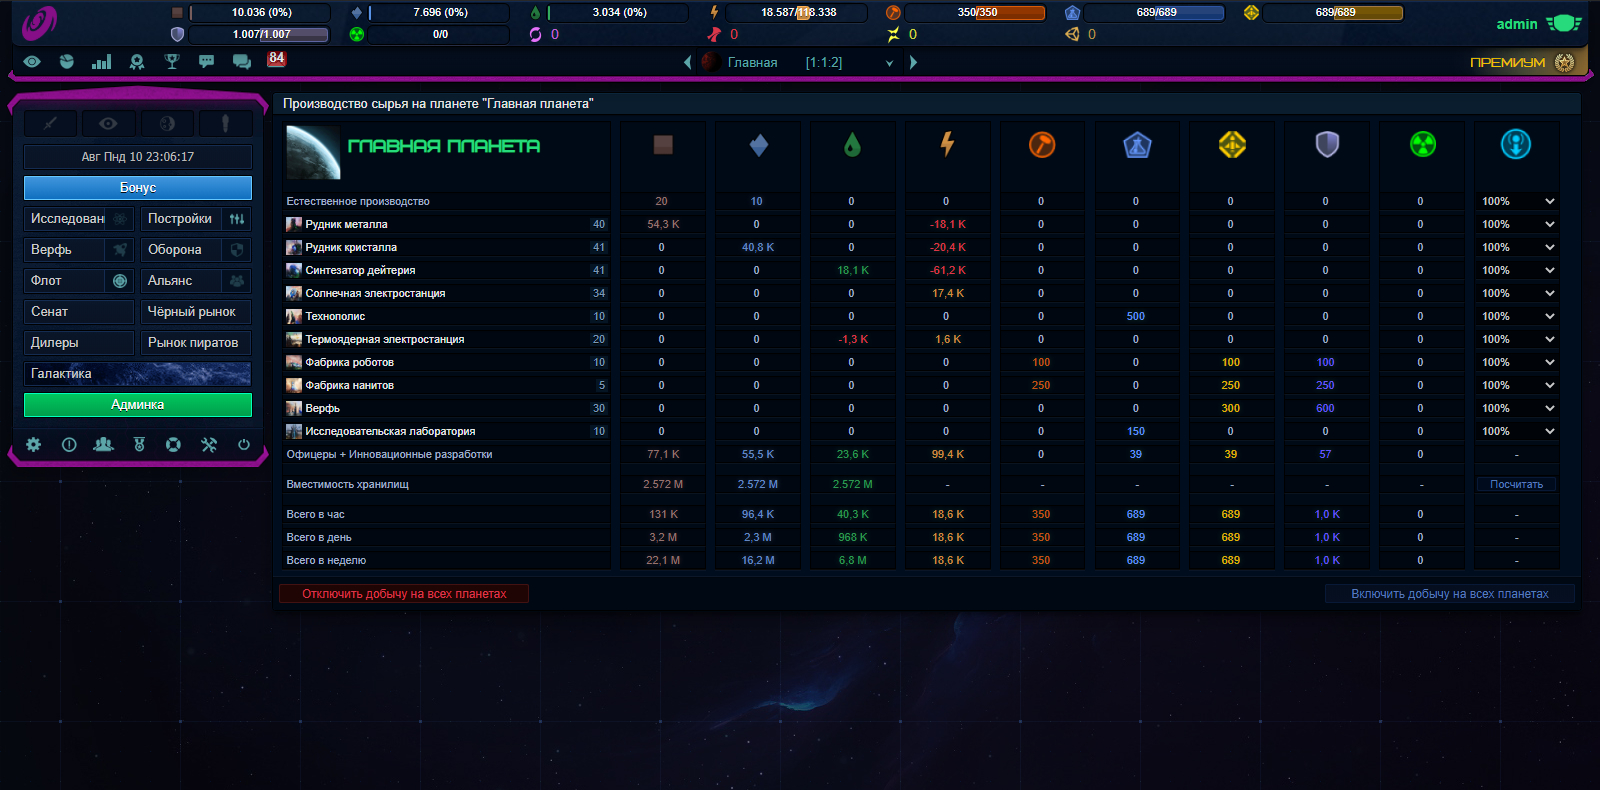 10.036 (0%) 7.696 (0%) 3.034 (0%) 18.587/118.338 350/350 689/689 689/689
1.007/1.007 0/0 0 0 0 0
admin
84 Главная [1:1:2] ПРЕМИУМ
Авг Пнд 10 23:06:17
Бонус
Исследован Постройки
Верфь Оборона
Флот Альянс
Сенат Чёрный рынок
Дилеры Рынок пиратов
Галактика
Админка
Производство сырья на планете "Главная планета"
ГЛАВНАЯ ПЛАНЕТА
Естественное производство 20 10 0 0 0 0 0 0 0 100%
Рудник металла 40 54,3 K 0 0 -18,1 K 0 0 0 0 0 100%
Рудник кристалла 41 0 40,8 K 0 -20,4 K 0 0 0 0 0 100%
Синтезатор дейтерия 41 0 0 18,1 K -61,2 K 0 0 0 0 0 100%
Солнечная электростанция 34 0 0 0 17,4 K 0 0 0 0 0 100%
Технополис 10 0 0 0 0 0 500 0 0 0 100%
Термоядерная электростанция 20 0 0 -1,3 K 1,6 K 0 0 0 0 0 100%
Фабрика роботов 10 0 0 0 0 100 0 100 100 0 100%
Фабрика нанитов 5 0 0 0 0 250 0 250 250 0 100%
Верфь 30 0 0 0 0 0 0 300 600 0 100%
Исследовательская лаборатория 10 0 0 0 0 0 150 0 0 0 100%
Офицеры + Инновационные разработки 77,1 K 55,5 K 23,6 K 99,4 K 0 39 39 57 0 -
Вместимость хранилищ 2.572 M 2.572 M 2.572 M - - - - - - Посчитать
Всего в час 131 K 96,4 K 40,3 K 18,6 K 350 689 689 1,0 K 0 -
Всего в день 3,2 M 2,3 M 968 K 18,6 K 350 689 689 1,0 K 0 -
Всего в неделю 22,1 M 16,2 M 6,8 M 18,6 K 350 689 689 1,0 K 0 -
Отключить добычу на всех планетах Включить добычу на всех планетах